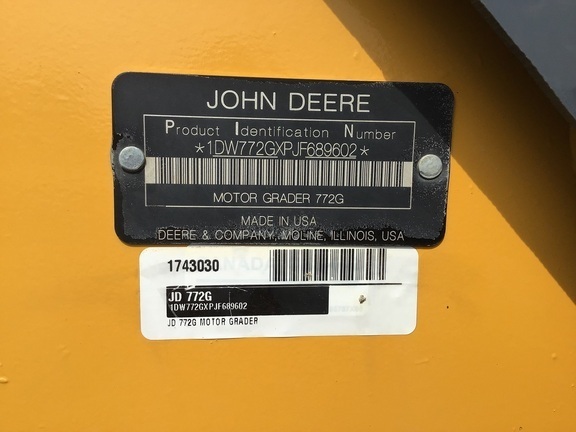 JOHN DEERE
Product Identification Number
*1DW772GXPJF689602*
MOTOR GRADER 772G
MADE IN USA
DEERE & COMPANY, MOLINE, ILLINOIS, USA
1743030
JD 772G
1DW772GXPJF689602
JD 772G MOTOR GRADER